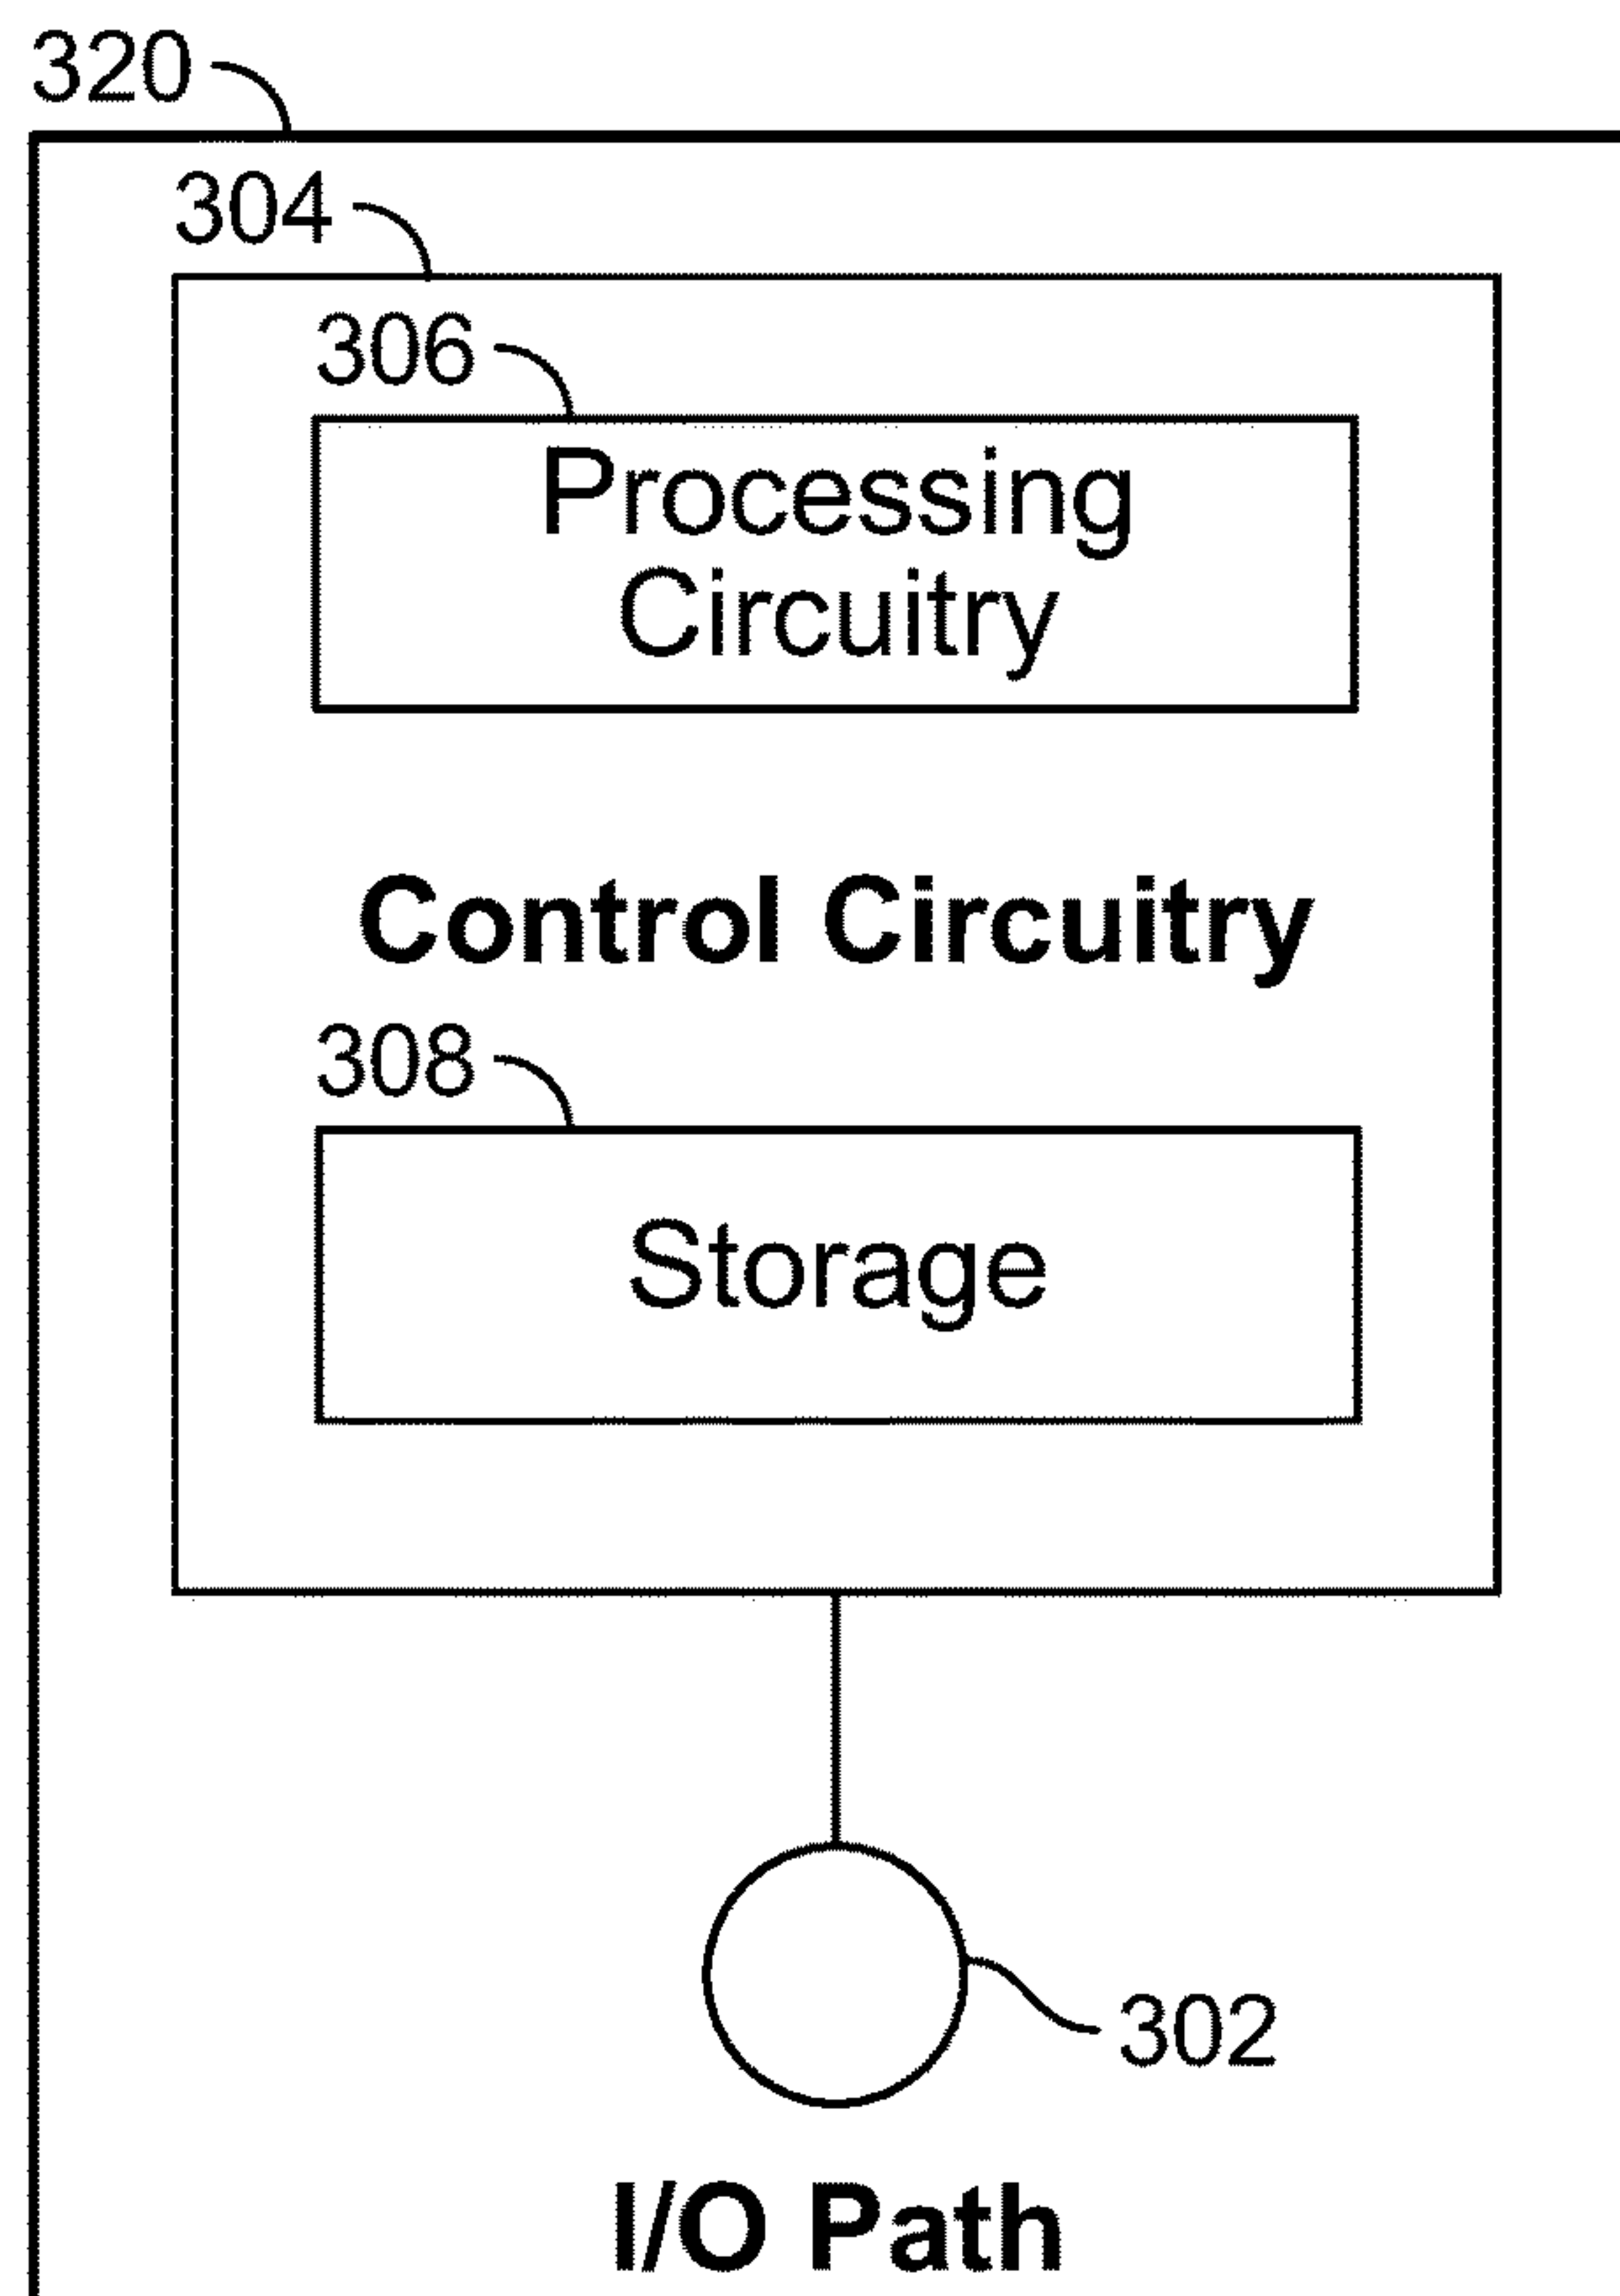 320
304
306
Processing
Circuitry
Control Circuitry
308
Storage
302
I/O Path